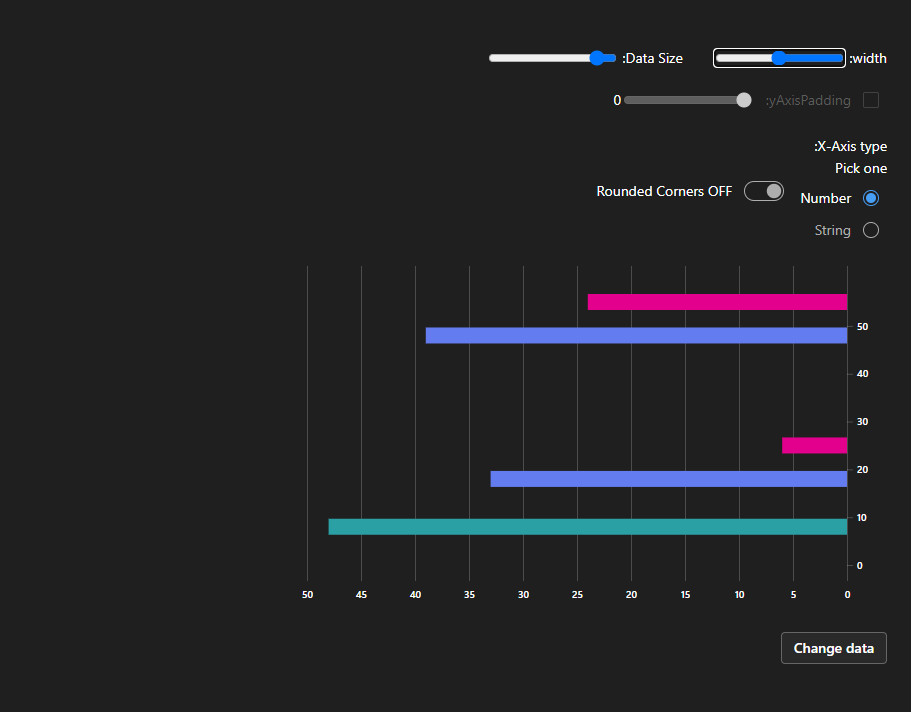 :width
:Data Size
:yAxisPadding
0
:X-Axis type
Pick one
Number
Rounded Corners OFF
String
50
40
30
20
10
0
50 45 40 35 30 25 20 15 10 5 0
Change data